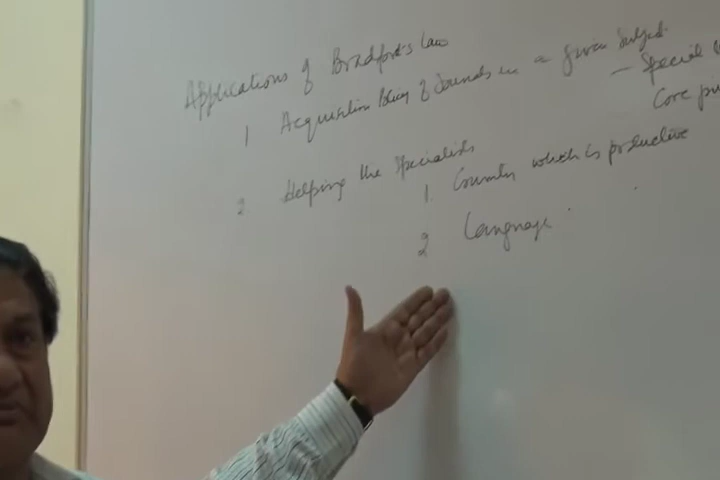 Applications of Bradford's Law
1 Acquisition Policy of Journals in a given subject.
— Special
Core
2 Helping the Specialists
1. Country which is productive
2 Language